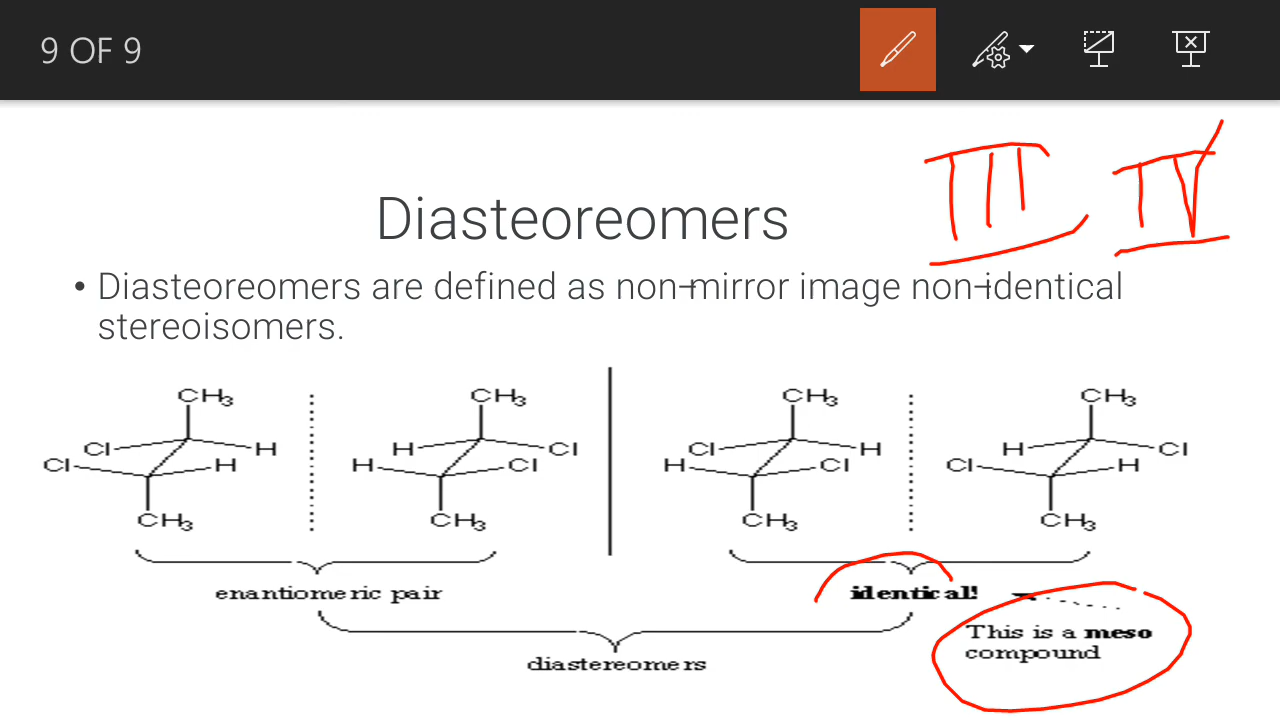 9 OF 9
III IV
Diasteoreomers
• Diasteoreomers are defined as non-mirror image non-identical
stereoisomers.
CH3 CH3 CH3 CH3
Cl H H Cl Cl H H Cl
Cl H H Cl H Cl Cl H
CH3 CH3 CH3 CH3
enantiomeric pair identical!
This is a meso
compound
diastereomers